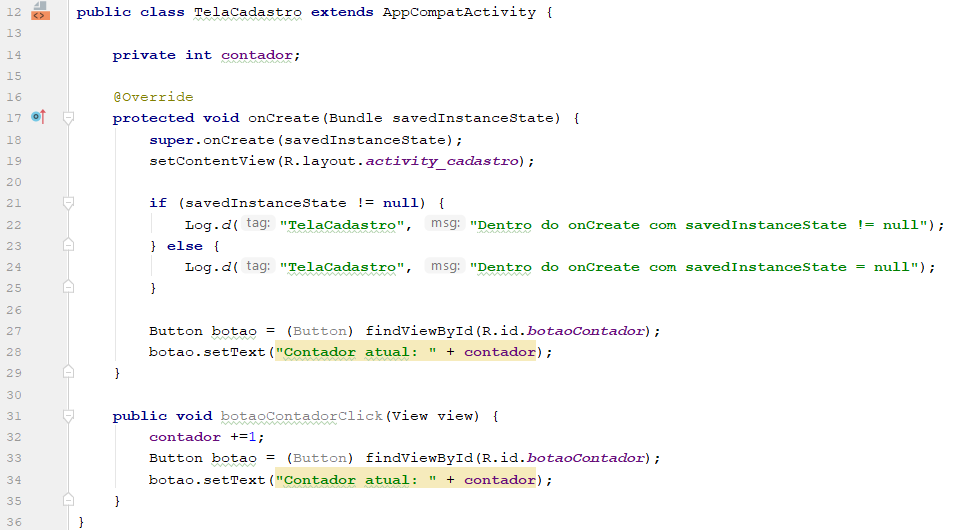 12 public class TelaCadastro extends AppCompatActivity {
13
14 private int contador;
15
16 @Override
17 protected void onCreate(Bundle savedInstanceState) {
18 super.onCreate(savedInstanceState);
19 setContentView(R.layout.activity_cadastro);
20
21 if (savedInstanceState != null) {
22 Log.d( tag: "TelaCadastro", msg: "Dentro do onCreate com savedInstanceState != null");
23 } else {
24 Log.d( tag: "TelaCadastro", msg: "Dentro do onCreate com savedInstanceState = null");
25 }
26
27 Button botao = (Button) findViewById(R.id.botaoContador);
28 botao.setText("Contador atual: " + contador);
29 }
30
31 public void botaoContadorClick(View view) {
32 contador +=1;
33 Button botao = (Button) findViewById(R.id.botaoContador);
34 botao.setText("Contador atual: " + contador);
35 }
36 }